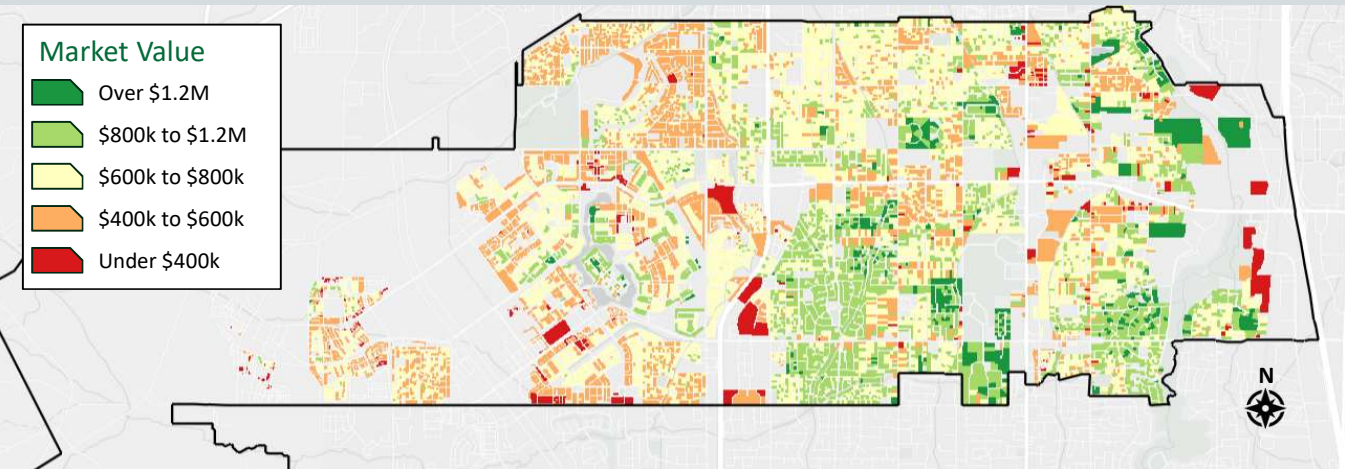 Market Value
Over $1.2M
$800k to $1.2M
$600k to $800k
$400k to $600k
Under $400k
N